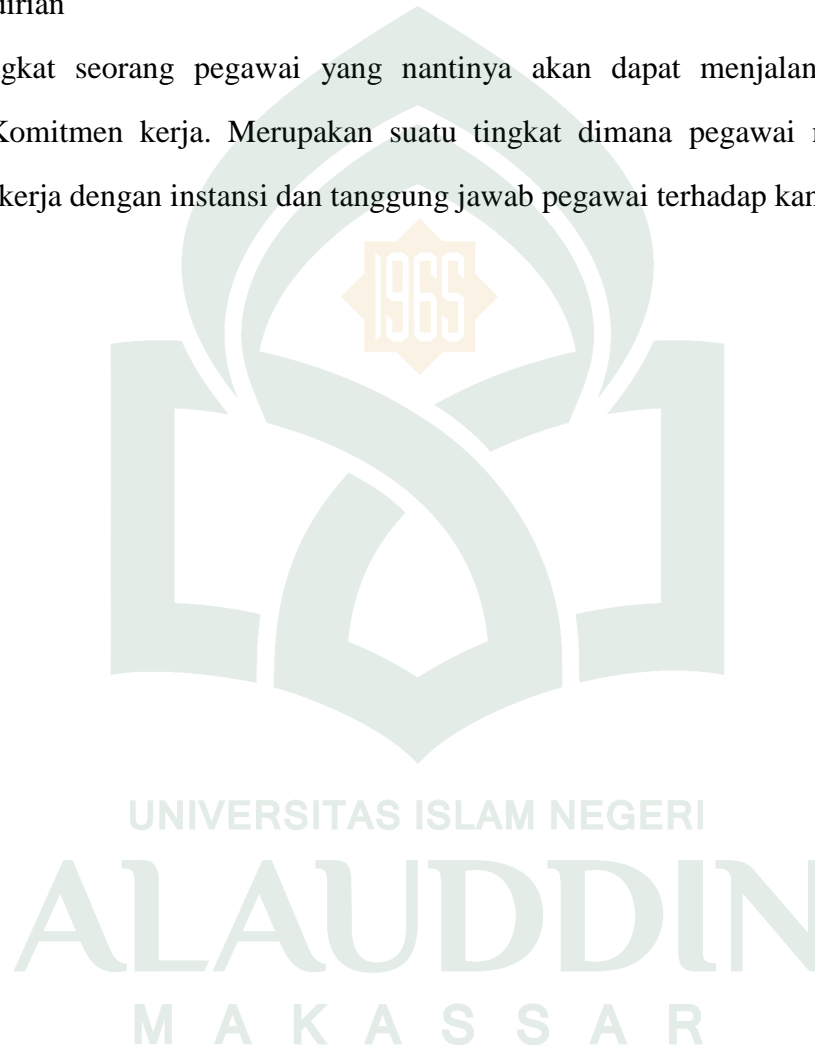 dirian
ngkat seorang pegawai yang nantinya akan dapat menjalan
Komitmen kerja. Merupakan suatu tingkat dimana pegawai
kerja dengan instansi dan tanggung jawab pegawai terhadap kan
1965
UNIVERSITAS ISLAM NEGERI
ALAUDDIN
MAKASSAR